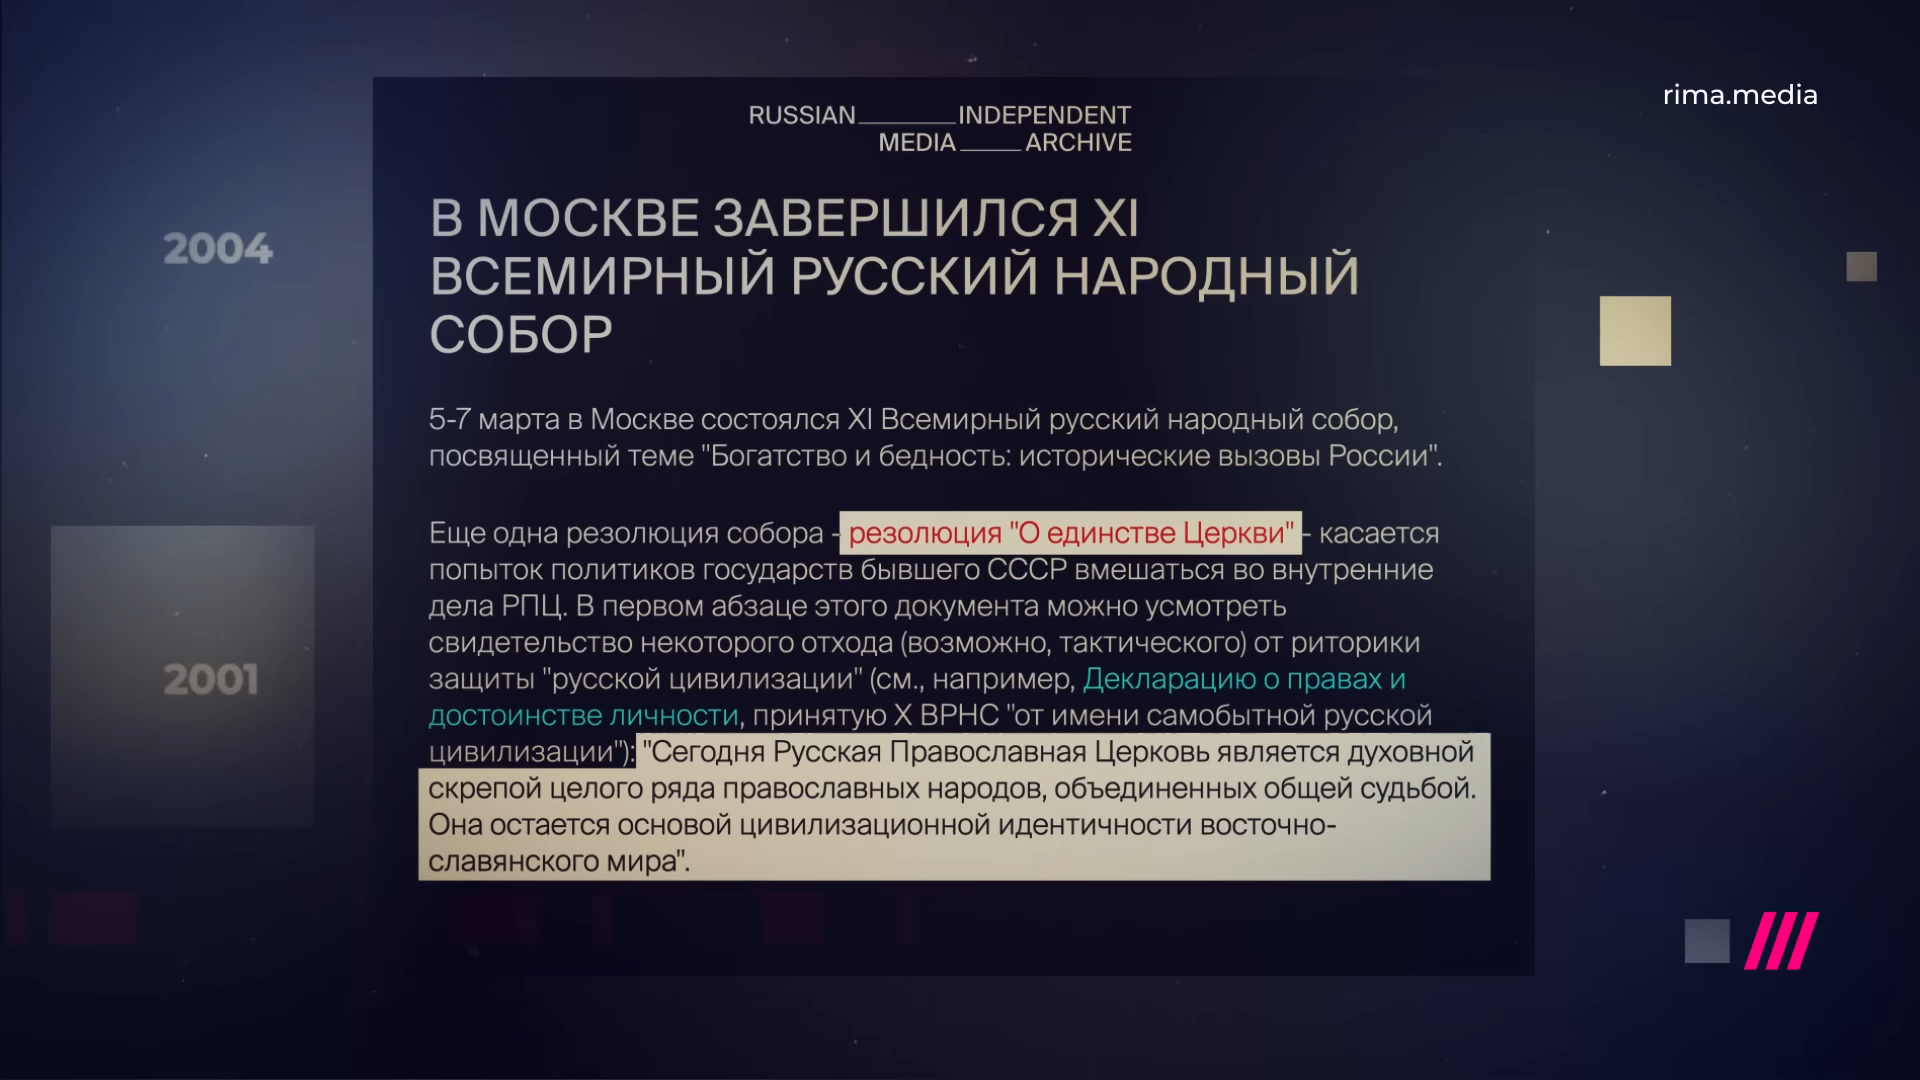 rima.media
RUSSIAN_____INDEPENDENT
MEDIA___ARCHIVE
2004
В МОСКВЕ ЗАВЕРШИЛСЯ XI
ВСЕМИРНЫЙ РУССКИЙ НАРОДНЫЙ
СОБОР
5-7 марта в Москве состоялся XI Всемирный русский народный собор,
посвященный теме "Богатство и бедность: исторические вызовы России".
Еще одна резолюция собора - резолюция "О единстве Церкви" - касается
попыток политиков государств бывшего СССР вмешаться во внутренние
дела РПЦ. В первом абзаце этого документа можно усмотреть
свидетельство некоторого отхода (возможно, тактического) от риторики
защиты "русской цивилизации" (см., например, Декларацию о правах и
достоинстве личности, принятую X ВРНС "от имени самобытной русской
цивилизации"): "Сегодня Русская Православная Церковь является духовной
скрепой целого ряда православных народов, объединенных общей судьбой.
Она остается основой цивилизационной идентичности восточно-
славянского мира".
2001